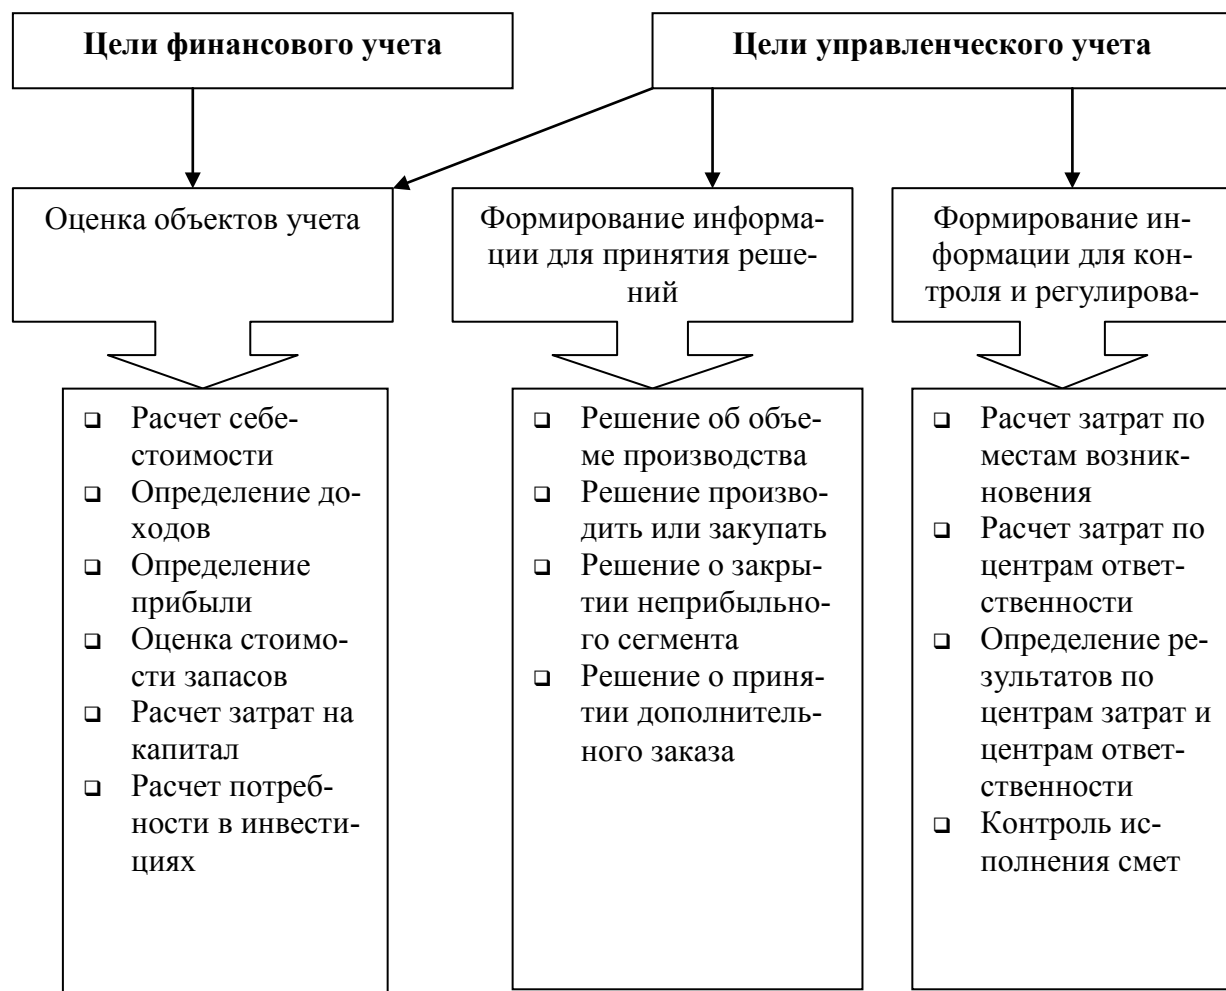 Цели финансового учета
Цели управленческого учета
Оценка объектов учета
Формирование информа-
ции для принятия реше-
ний
Формирование ин-
формации для кон-
троля и регулирова-
❑ Расчет себе-
стоимости
❑ Определение до-
ходов
❑ Определение
прибыли
❑ Оценка стоимо-
сти запасов
❑ Расчет затрат на
капитал
❑ Расчет потреб-
ности в инвести-
циях
❑ Решение об объе-
ме производства
❑ Решение произво-
дить или закупать
❑ Решение о закры-
тии неприбыльно-
го сегмента
❑ Решение о приня-
тии дополнитель-
ного заказа
❑ Расчет затрат по
местам возник-
новения
❑ Расчет затрат по
центрам ответ-
ственности
❑ Определение ре-
зультатов по
центрам затрат и
центрам ответ-
ственности
❑ Контроль ис-
полнения смет